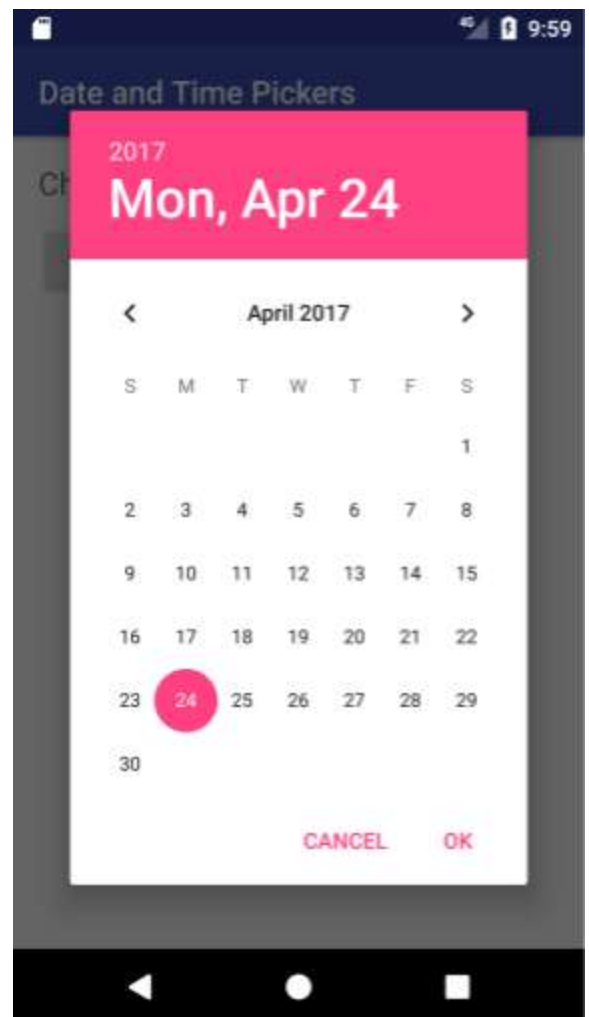 4G 9:59
Date and Time Pickers
Ch
2017
Mon, Apr 24
April 2017
S M T W T F S
1
2 3 4 5 6 7 8
9 10 11 12 13 14 15
16 17 18 19 20 21 22
23 24 25 26 27 28 29
30
CANCEL OK